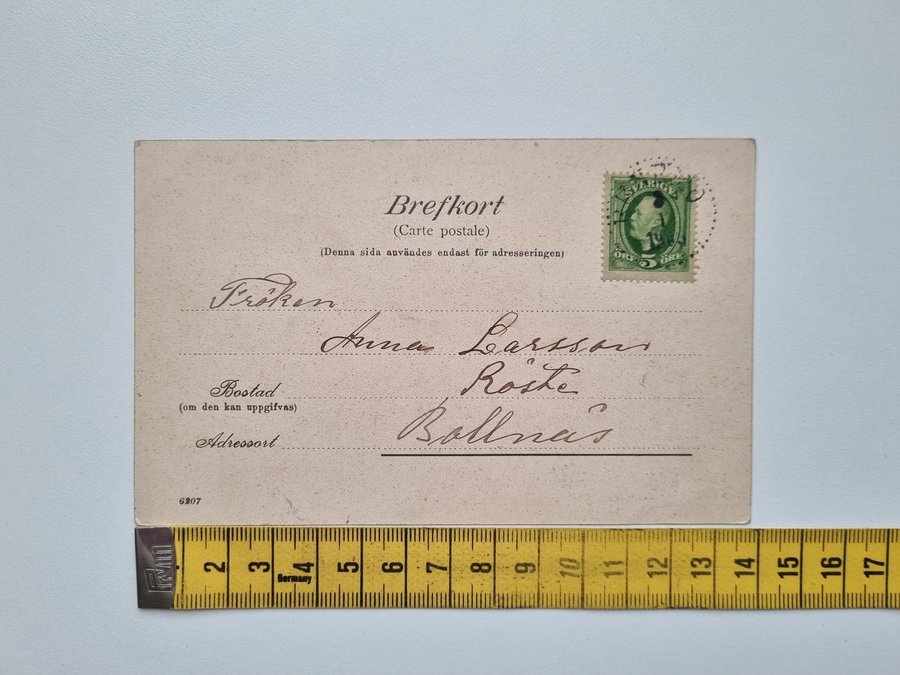 Brefkort
(Carte postale)
(Denna sida användes endast för adresseringen)
SVERIGE
ÖRE 5 ÖRE
Fröken
Anna Larsson
Röste
Bostad
(om den kan uppgifvas)
Bollnäs
Adressort
6207
2 3 4 5 6 7 8 9 10 11 12 13 14 15 16 17
Germany